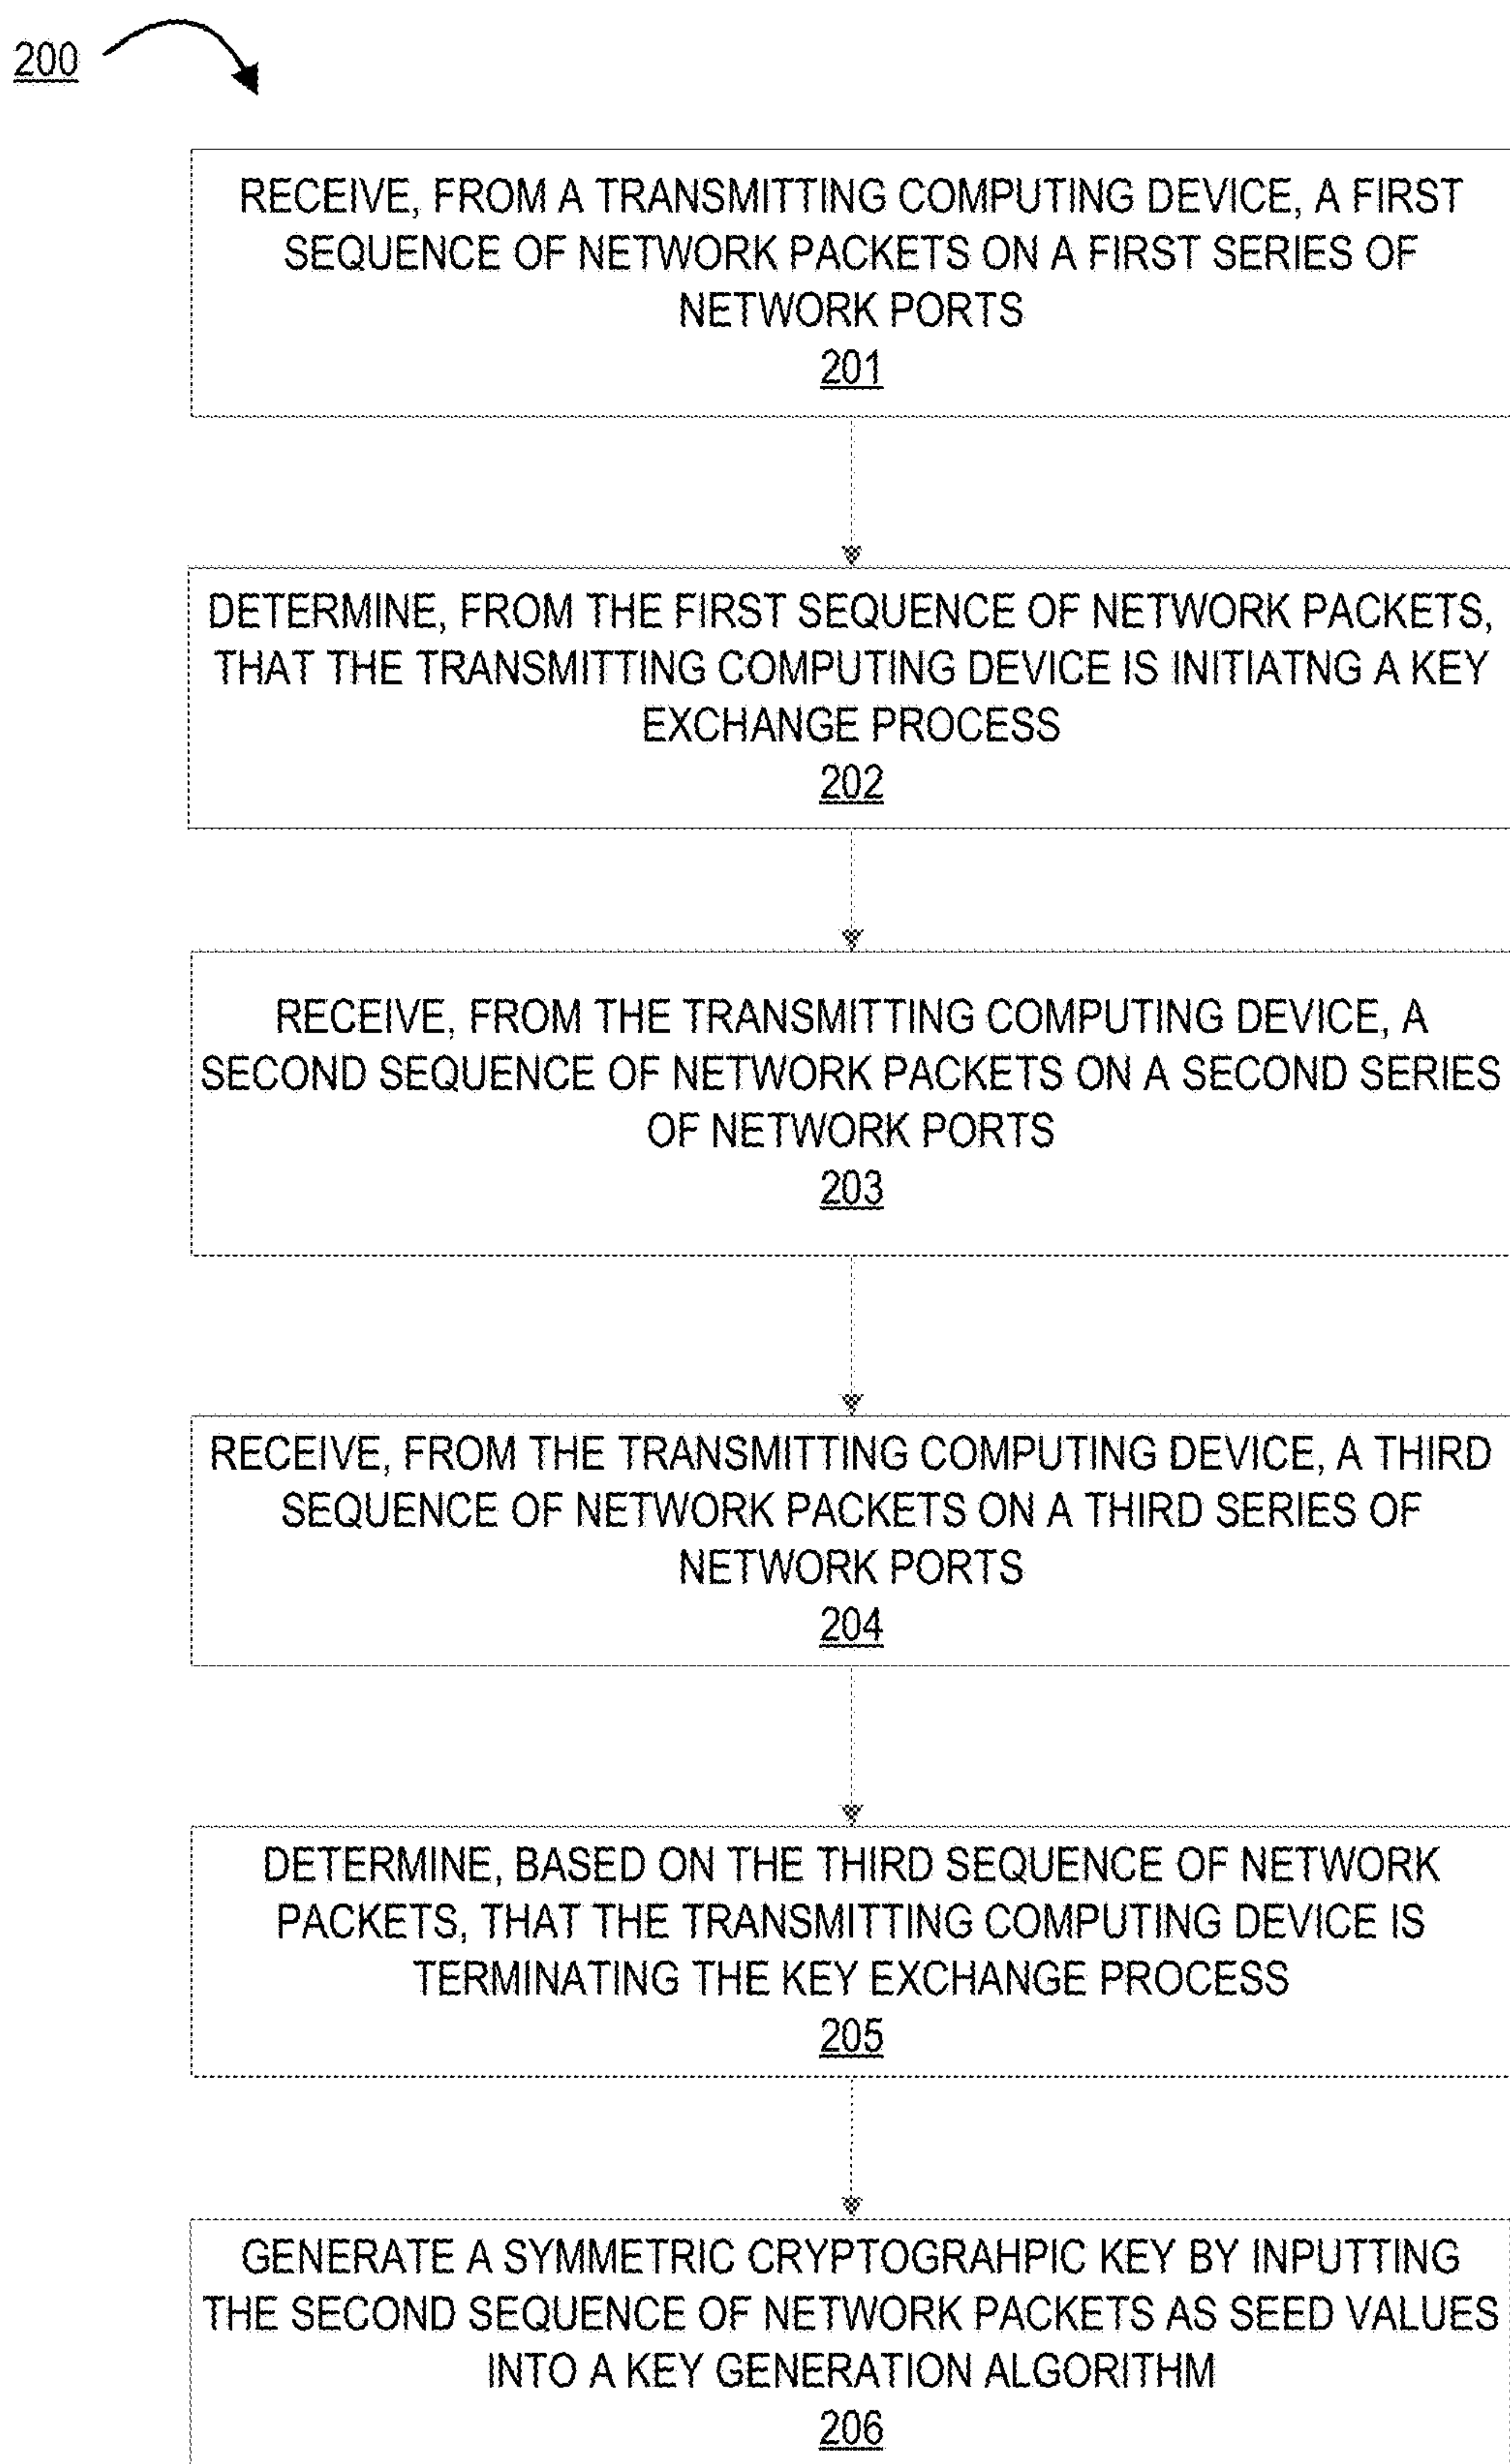 200
RECEIVE, FROM A TRANSMITTING COMPUTING DEVICE, A FIRST
SEQUENCE OF NETWORK PACKETS ON A FIRST SERIES OF
NETWORK PORTS
201
DETERMINE, FROM THE FIRST SEQUENCE OF NETWORK PACKETS,
THAT THE TRANSMITTING COMPUTING DEVICE IS INITIATNG A KEY
EXCHANGE PROCESS
202
RECEIVE, FROM THE TRANSMITTING COMPUTING DEVICE, A
SECOND SEQUENCE OF NETWORK PACKETS ON A SECOND SERIES
OF NETWORK PORTS
203
RECEIVE, FROM THE TRANSMITTING COMPUTING DEVICE, A THIRD
SEQUENCE OF NETWORK PACKETS ON A THIRD SERIES OF
NETWORK PORTS
204
DETERMINE, BASED ON THE THIRD SEQUENCE OF NETWORK
PACKETS, THAT THE TRANSMITTING COMPUTING DEVICE IS
TERMINATING THE KEY EXCHANGE PROCESS
205
GENERATE A SYMMETRIC CRYPTOGRAHPIC KEY BY INPUTTING
THE SECOND SEQUENCE OF NETWORK PACKETS AS SEED VALUES
INTO A KEY GENERATION ALGORITHM
206